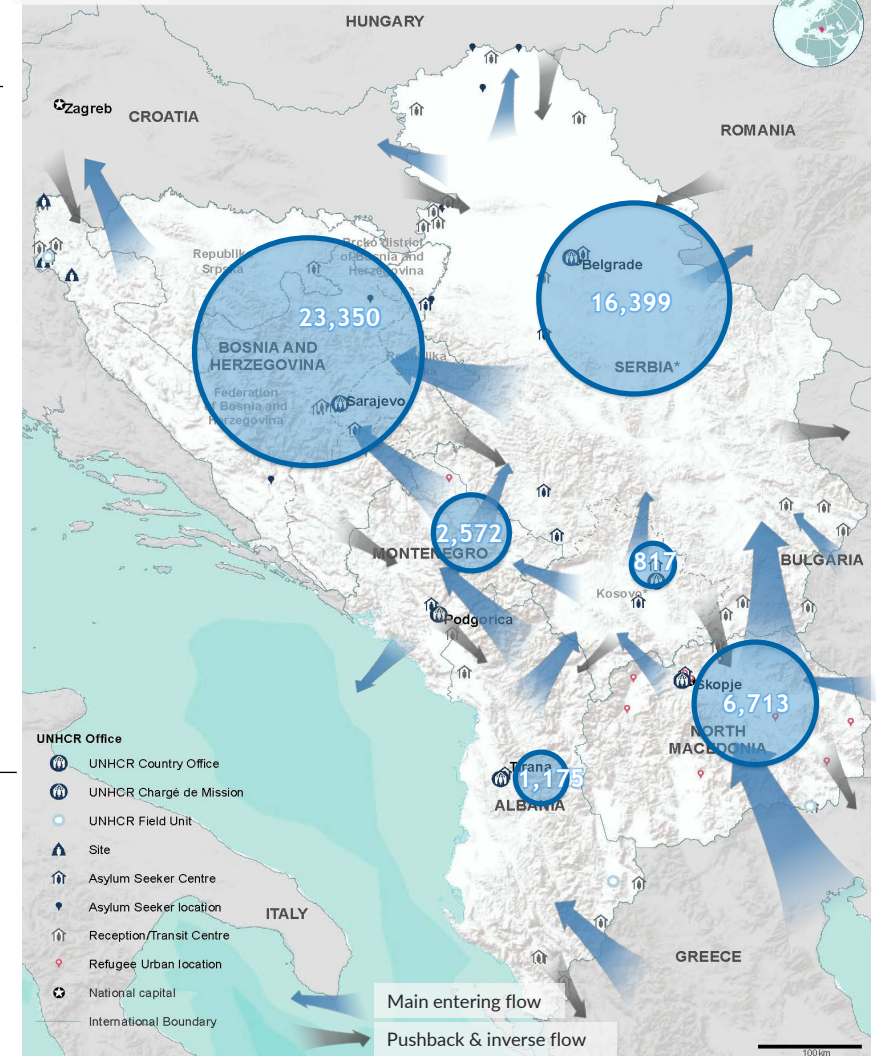 HUNGARY
Zagreb
CROATIA
ROMANIA
Republika
Srpska
Brcko district
of Bosnia and
Herzegovina
Belgrade
16,399
23,350
BOSNIA AND
HERZEGOVINA
Republika
SERBIA*
Federation
of Bosnia and
Herzegovina
Sarajevo
2,572
MONTENEGRO
817
BULGARIA
Kosovo*
Podgorica
Skopje
6,713
NORTH
MACEDONIA
Tirana
1,175
ALBANIA
UNHCR Office
UNHCR Country Office
UNHCR Chargé de Mission
UNHCR Field Unit
Site
Asylum Seeker Centre
Asylum Seeker location
Reception/Transit Centre
Refugee Urban location
National capital
International Boundary
ITALY
GREECE
Main entering flow
Pushback & inverse flow
100km